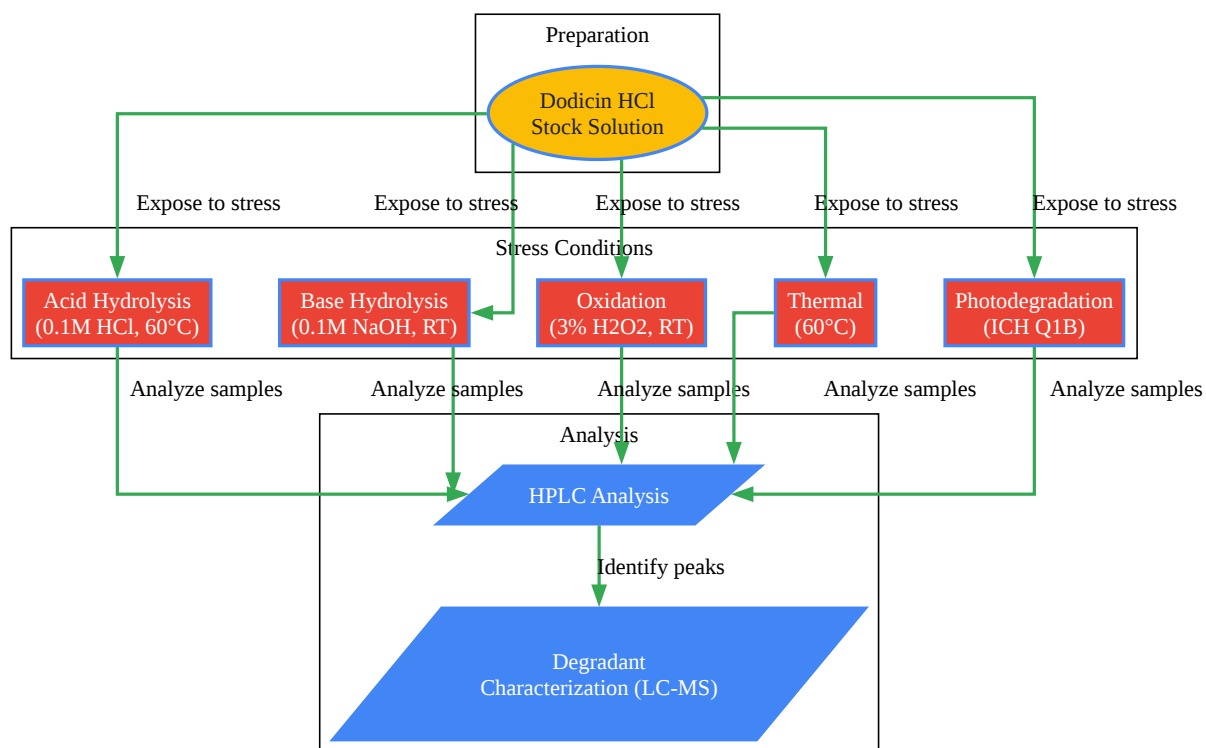 Preparation
Dodicin HCl
Stock Solution
Expose to stress
Expose to stress
Expose to stress
Expose to stress
Expose to stress
Stress Conditions
Acid Hydrolysis
(0.1M HCl, 60°C)
Base Hydrolysis
(0.1M NaOH, RT)
Oxidation
(3% H2O2, RT)
Thermal
(60°C)
Photodegradation
(ICH Q1B)
Analyze samples
Analyze samples
Analyze samples
Analyze samples
Analyze samples
Analysis
HPLC Analysis
Identify peaks
Degradant
Characterization (LC-MS)